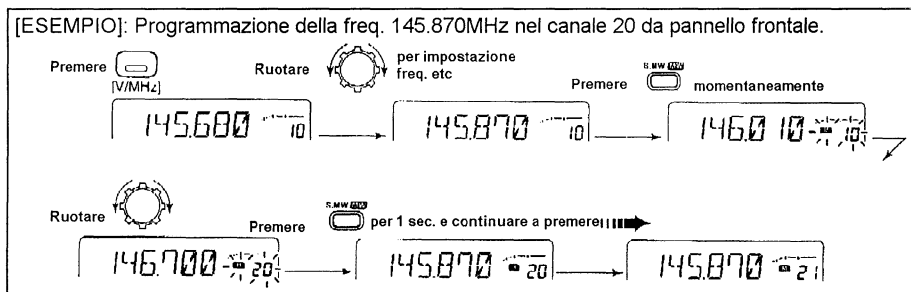 [ESEMPIO]: Programmazione della freq. 145.870MHz nel canale 20 da pannello frontale.
Premere [V/MHz] Ruotare per impostazione freq. etc Premere S.MW MW momentaneamente
145.680 10 145.870 10 146.010 M 10
Ruotare Premere S.MW MW per 1 sec. e continuare a premere
146.700 M 20 145.870 M 20 145.870 M 21